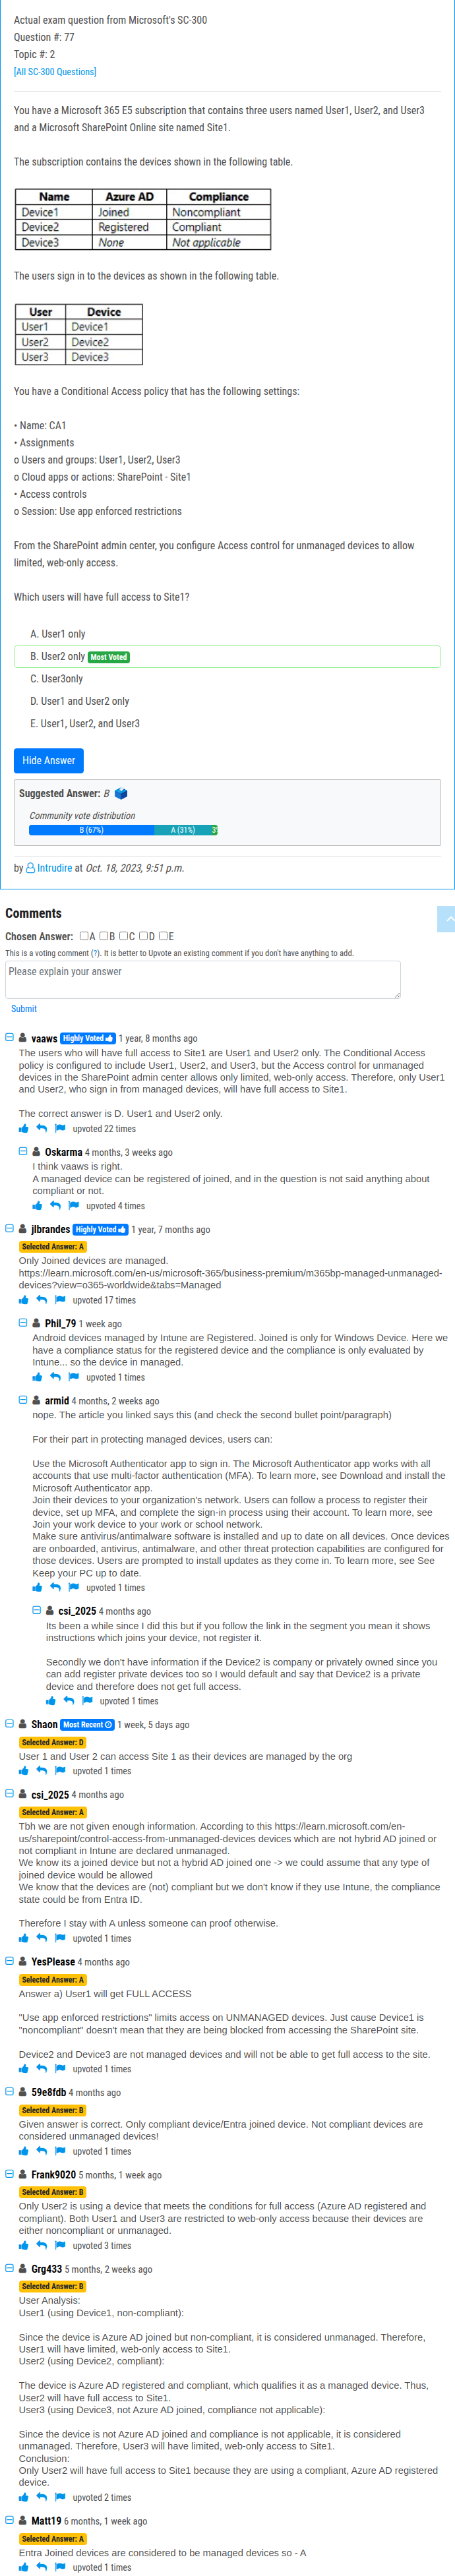 Actual exam question from Microsoft's SC-300
Question #: 77
Topic #: 2
[All SC-300 Questions]
You have a Microsoft 365 E5 subscription that contains three users named User1, User2, and User3
and a Microsoft SharePoint Online site named Site1.
The subscription contains the devices shown in the following table.
Name Azure AD Compliance
Device1 Joined Noncompliant
Device2 Registered Compliant
Device3 None Not applicable
The users sign in to the devices as shown in the following table.
User Device
User1 Device1
User2 Device2
User3 Device3
You have a Conditional Access policy that has the following settings:
• Name: CA1
• Assignments
o Users and groups: User1, User2, User3
o Cloud apps or actions: SharePoint - Site1
• Access controls
o Session: Use app enforced restrictions
From the SharePoint admin center, you configure Access control for unmanaged devices to allow
limited, web-only access.
Which users will have full access to Site1?
A. User1 only
B. User2 only Most Voted
C. User3only
D. User1 and User2 only
E. User1, User2, and User3
Hide Answer
Suggested Answer: B
Community vote distribution
B (67%) A (31%) 3
by Intrudire at Oct. 18, 2023, 9:51 p.m.
Comments
Chosen Answer: A B C D E
This is a voting comment (?). It is better to Upvote an existing comment if you don't have anything to add.
Please explain your answer
Submit
vaaws Highly Voted 1 year, 8 months ago
The users who will have full access to Site1 are User1 and User2 only. The Conditional Access
policy is configured to include User1, User2, and User3, but the Access control for unmanaged
devices in the SharePoint admin center allows only limited, web-only access. Therefore, only User1
and User2, who sign in from managed devices, will have full access to Site1.
The correct answer is D. User1 and User2 only.
upvoted 22 times
Oskarma 4 months, 3 weeks ago
I think vaaws is right.
A managed device can be registered of joined, and in the question is not said anything about
compliant or not.
upvoted 4 times
jlbrandes Highly Voted 1 year, 7 months ago
Selected Answer: A
Only Joined devices are managed.
https://learn.microsoft.com/en-us/microsoft-365/business-premium/m365bp-managed-unmanaged-
devices?view=o365-worldwide&tabs=Managed
upvoted 17 times
Phil_79 1 week ago
Android devices managed by Intune are Registered. Joined is only for Windows Device. Here we
have a compliance status for the registered device and the compliance is only evaluated by
Intune... so the device in managed.
upvoted 1 times
armid 4 months, 2 weeks ago
nope. The article you linked says this (and check the second bullet point/paragraph)
For their part in protecting managed devices, users can:
Use the Microsoft Authenticator app to sign in. The Microsoft Authenticator app works with all
accounts that use multi-factor authentication (MFA). To learn more, see Download and install the
Microsoft Authenticator app.
Join their devices to your organization's network. Users can follow a process to register their
device, set up MFA, and complete the sign-in process using their account. To learn more, see
Join your work device to your work or school network.
Make sure antivirus/antimalware software is installed and up to date on all devices. Once devices
are onboarded, antivirus, antimalware, and other threat protection capabilities are configured for
those devices. Users are prompted to install updates as they come in. To learn more, see See
Keep your PC up to date.
upvoted 1 times
csi_2025 4 months ago
Its been a while since I did this but if you follow the link in the segment you mean it shows
instructions which joins your device, not register it.
Secondly we don't have information if the Device2 is company or privately owned since you
can add register private devices too so I would default and say that Device2 is a private
device and therefore does not get full access.
upvoted 1 times
Shaon Most Recent 1 week, 5 days ago
Selected Answer: D
User 1 and User 2 can access Site 1 as their devices are managed by the org
upvoted 1 times
csi_2025 4 months ago
Selected Answer: A
Tbh we are not given enough information. According to this https://learn.microsoft.com/en-
us/sharepoint/control-access-from-unmanaged-devices devices which are not hybrid AD joined or
not compliant in Intune are declared unmanaged.
We know its a joined device but not a hybrid AD joined one -> we could assume that any type of
joined device would be allowed
We know that the devices are (not) compliant but we don't know if they use Intune, the compliance
state could be from Entra ID.
Therefore I stay with A unless someone can proof otherwise.
upvoted 1 times
YesPlease 4 months ago
Selected Answer: A
Answer a) User1 will get FULL ACCESS
"Use app enforced restrictions" limits access on UNMANAGED devices. Just cause Device1 is
"noncompliant" doesn't mean that they are being blocked from accessing the SharePoint site.
Device2 and Device3 are not managed devices and will not be able to get full access to the site.
upvoted 1 times
59e8fdb 4 months ago
Selected Answer: B
Given answer is correct. Only compliant device/Entra joined device. Not compliant devices are
considered unmanaged devices!
upvoted 1 times
Frank9020 5 months, 1 week ago
Selected Answer: B
Only User2 is using a device that meets the conditions for full access (Azure AD registered and
compliant). Both User1 and User3 are restricted to web-only access because their devices are
either noncompliant or unmanaged.
upvoted 3 times
Grg433 5 months, 2 weeks ago
Selected Answer: B
User Analysis:
User1 (using Device1, non-compliant):
Since the device is Azure AD joined but non-compliant, it is considered unmanaged. Therefore,
User1 will have limited, web-only access to Site1.
User2 (using Device2, compliant):
The device is Azure AD registered and compliant, which qualifies it as a managed device. Thus,
User2 will have full access to Site1.
User3 (using Device3, not Azure AD joined, compliance not applicable):
Since the device is not Azure AD joined and compliance is not applicable, it is considered
unmanaged. Therefore, User3 will have limited, web-only access to Site1.
Conclusion:
Only User2 will have full access to Site1 because they are using a compliant, Azure AD registered
device.
upvoted 2 times
Matt19 6 months, 1 week ago
Selected Answer: A
Entra Joined devices are considered to be managed devices so - A
upvoted 1 times